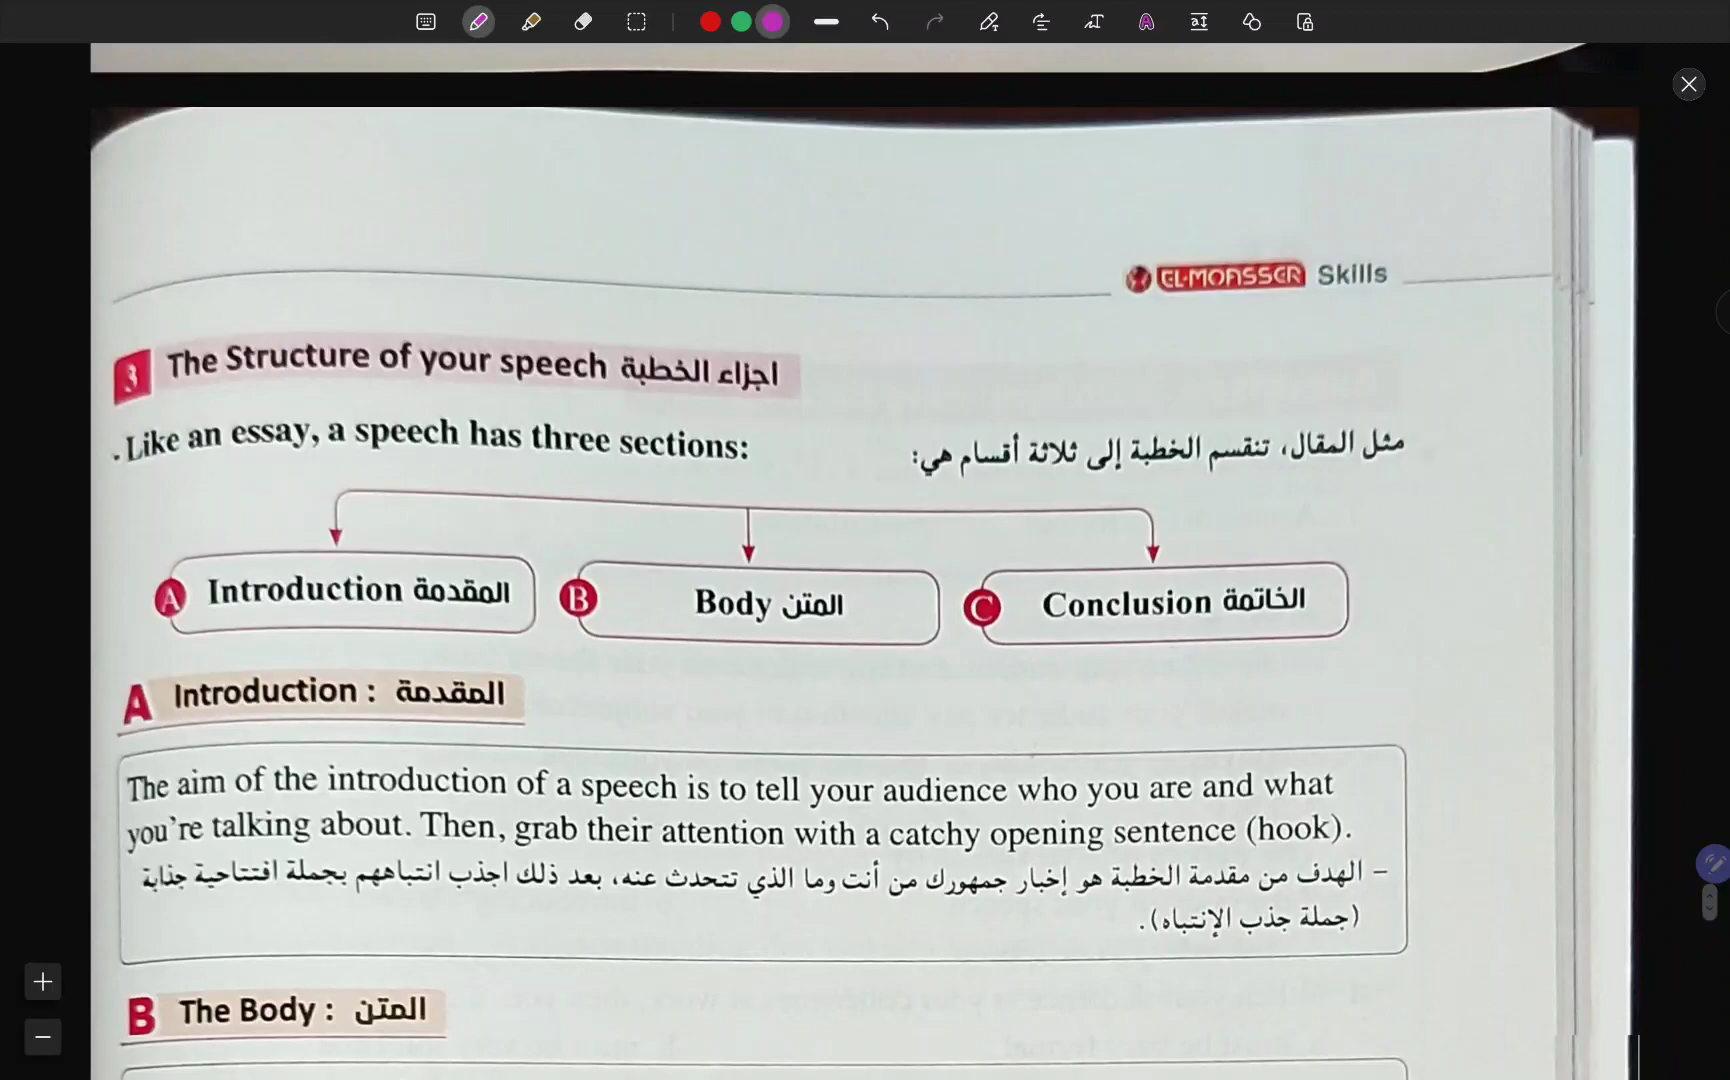 EL-MOASSER Skills
3 The Structure of your speech اجزاء الخطبة
. Like an essay, a speech has three sections:
• مثل المقال، تنقسم الخطبة إلى ثلاثة أقسام هي:
A Introduction المقدمة
B Body المتن
C Conclusion الخاتمة
A Introduction : المقدمة
The aim of the introduction of a speech is to tell your audience who you are and what
you're talking about. Then, grab their attention with a catchy opening sentence (hook).
– الهدف من مقدمة الخطبة هو إخبار جمهورك من أنت وما الذي تتحدث عنه، بعد ذلك اجذب انتباههم بجملة افتتاحية جذابة
(جملة جذب الإنتباه).
B The Body : المتن